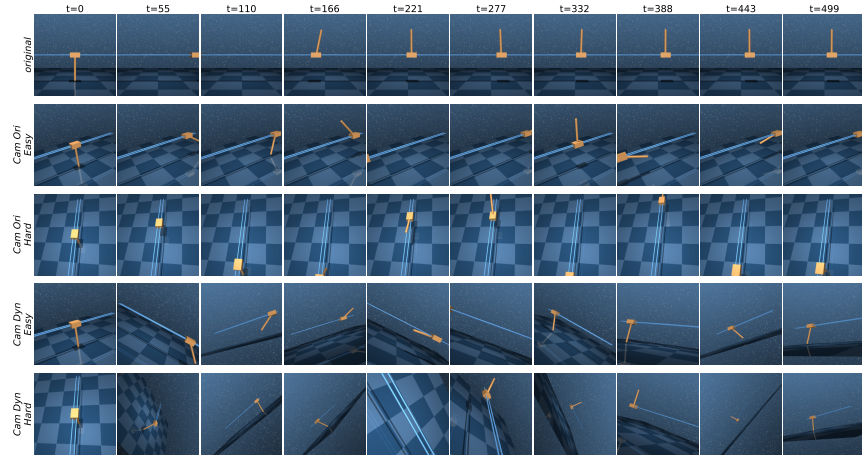 t=0 t=55 t=110 t=166 t=221 t=277 t=332 t=388 t=443 t=499
original
Cam Ori
Easy
Cam Ori
Hard
Cam Dyn
Easy
Cam Dyn
Hard